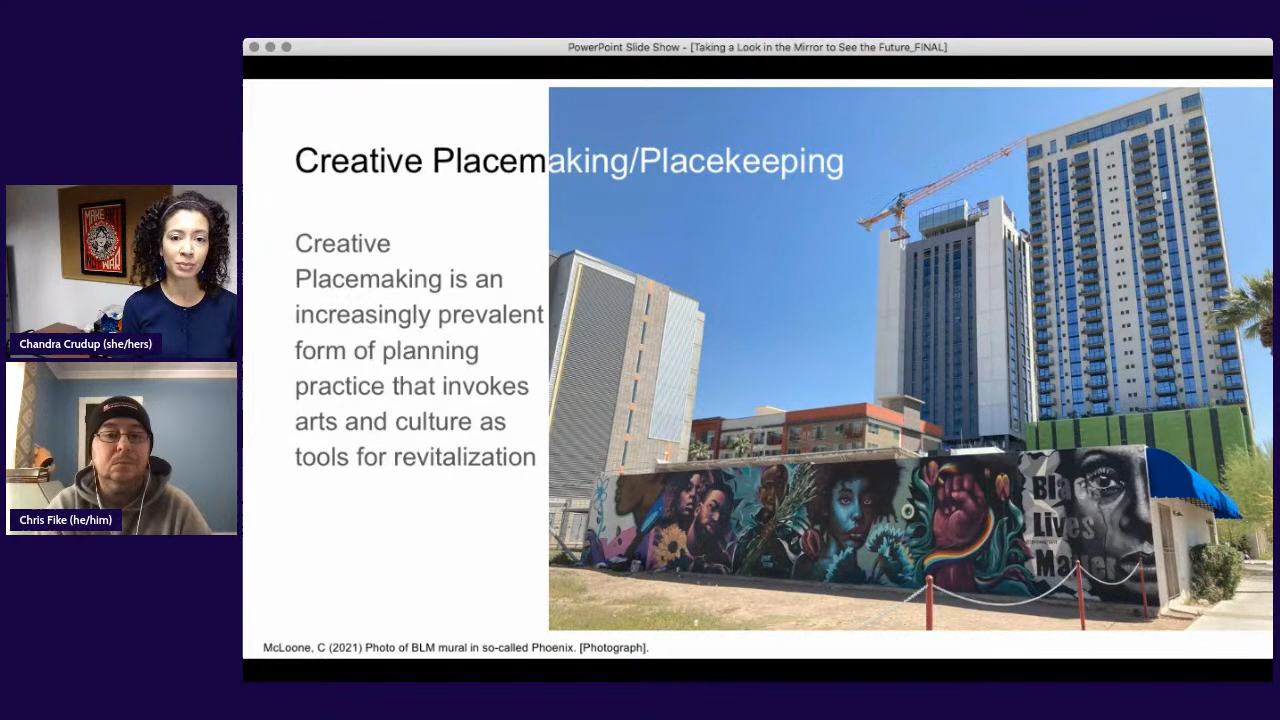 PowerPoint Slide Show - [Taking a Look in the Mirror to See the Future_FINAL]
Creative Placemaking/Placekeeping
Creative
Placemaking is an
increasingly prevalent
form of planning
practice that invokes
arts and culture as
tools for revitalization
Black
Lives
Matter
McLoone, C (2021) Photo of BLM mural in so-called Phoenix. [Photograph].
MAKE
WAR
Chandra Crudup (she/hers)
Chris Fike (he/him)